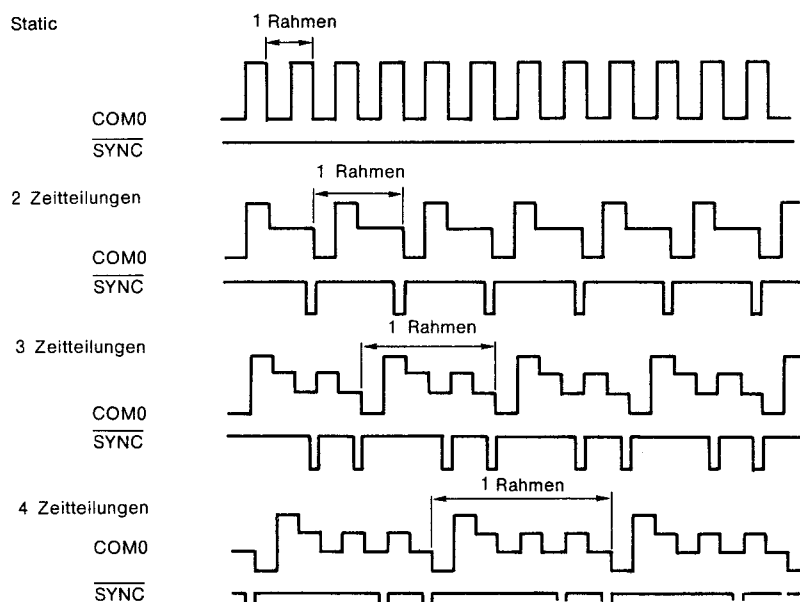 Static
1 Rahmen
COM0
SYNC
1 Rahmen
2 Zeitteilungen
COM0
SYNC
1 Rahmen
3 Zeitteilungen
COM0
SYNC
1 Rahmen
4 Zeitteilungen
COM0
SYNC